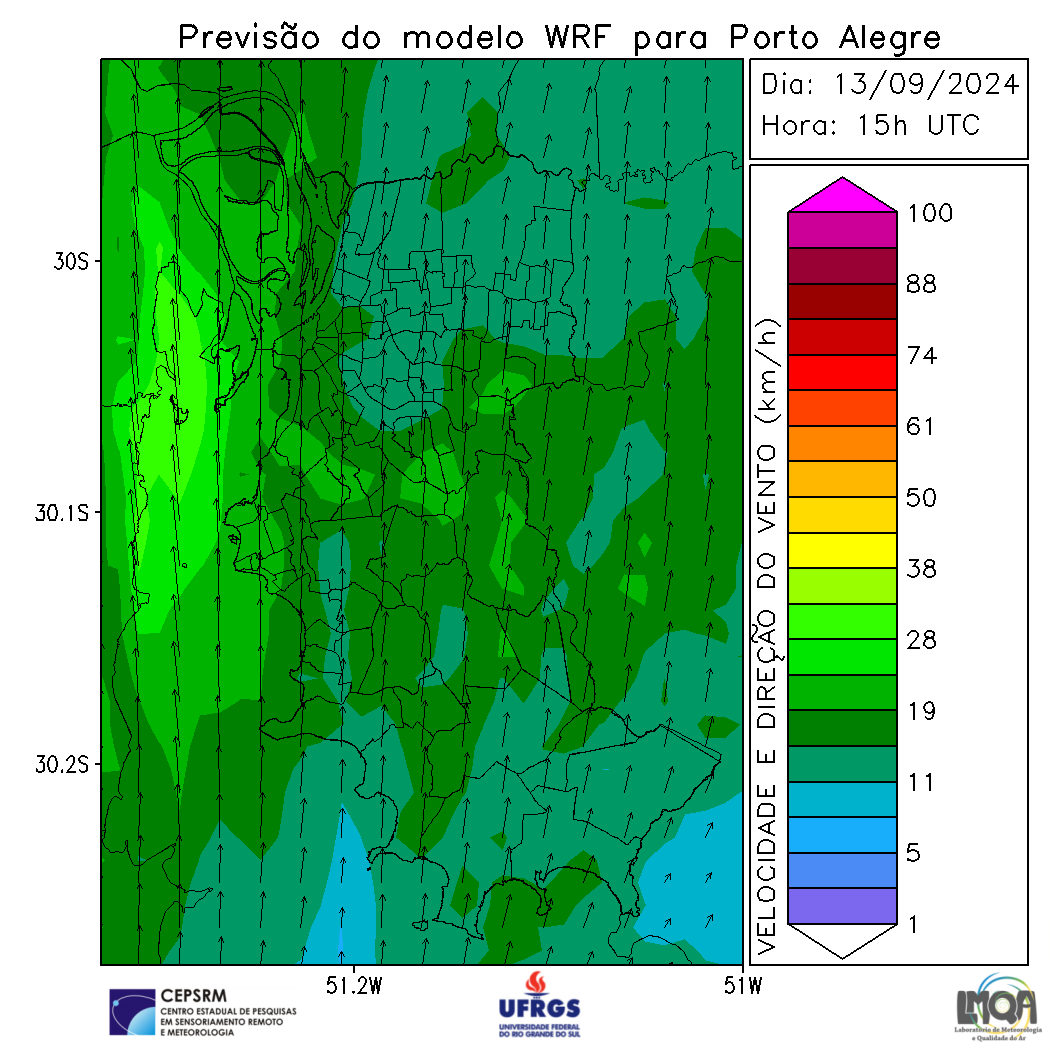 Previsão do modelo WRF para Porto Alegre
Dia: 13/09/2024
Hora: 15h UTC
30S
30.1S
30.2S
51.2W
51W
VELOCIDADE E DIREÇÃO DO VENTO (km/h)
100
88
74
61
50
38
28
19
11
5
1
CEPSRM
CENTRO ESTADUAL DE PESQUISAS
EM SENSORIAMENTO REMOTO
E METEOROLOGIA
UFRGS
UNIVERSIDADE FEDERAL
DO RIO GRANDE DO SUL
LMQA
Laboratório de Meteorologia
e Qualidade do Ar